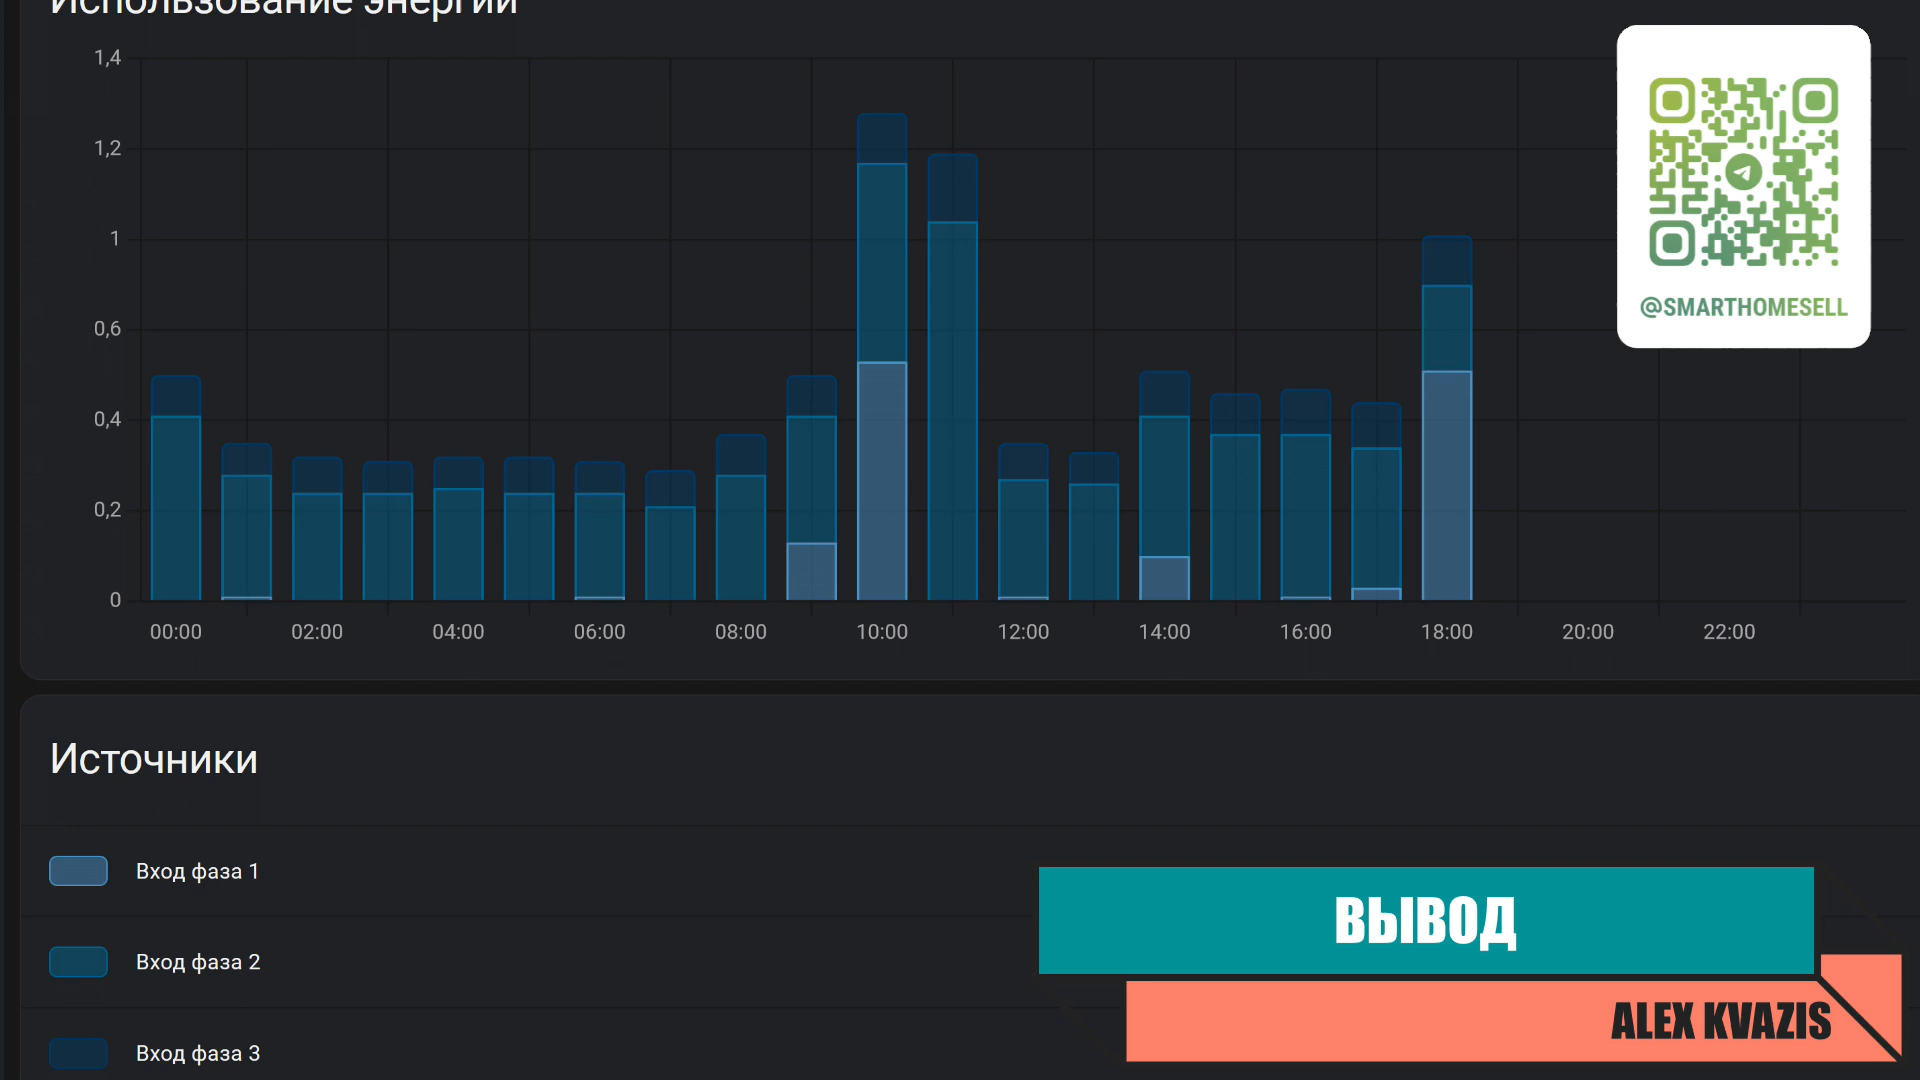 Использование энергии
1,4
1,2
1
0,6
0,4
0,2
0
00:00 02:00 04:00 06:00 08:00 10:00 12:00 14:00 16:00 18:00 20:00 22:00
@SMARTHOMESELL
Источники
Вход фаза 1
Вход фаза 2
Вход фаза 3
ВЫВОД
ALEX KVAZIS